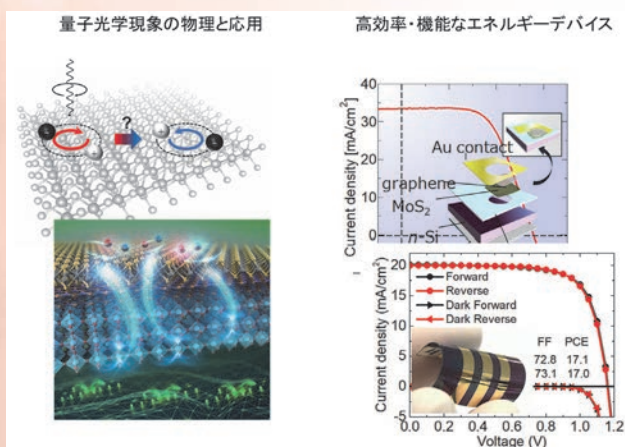 量子光学現象の物理と応用
高効率・機能なエネルギーデバイス
?
Current density [mA/cm²]
40
30
20
10
0
Au contact
graphene
MoS₂
n-Si
Current density (mA/cm²)
20
15
10
5
0
-5
Forward
Reverse
Dark Forward
Dark Reverse
FF PCE
72.8 17.1
73.1 17.0
0.0 0.2 0.4 0.6 0.8 1.0 1.2
Voltage (V)